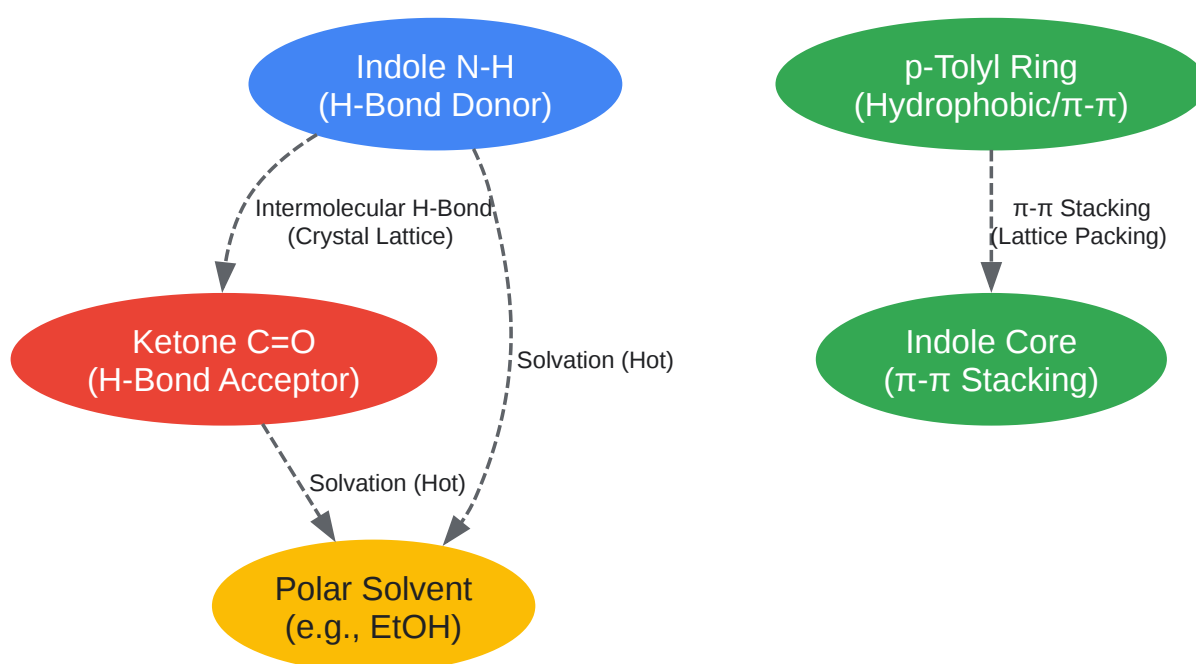 Indole N-H
(H-Bond Donor)
p-Tolyl Ring
(Hydrophobic/π-π)
Intermolecular H-Bond
(Crystal Lattice)
π-π Stacking
(Lattice Packing)
Ketone C=O
(H-Bond Acceptor)
Solvation (Hot)
Indole Core
(π-π Stacking)
Solvation (Hot)
Polar Solvent
(e.g., EtOH)